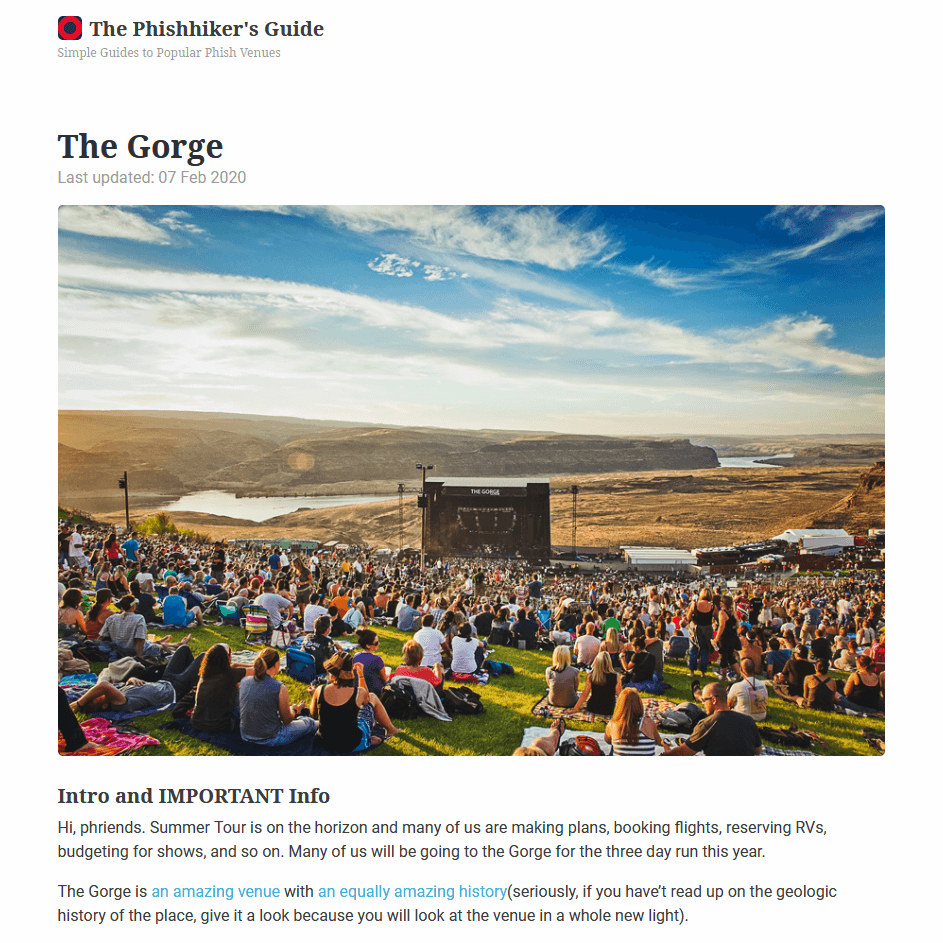 The Phishhiker's Guide
Simple Guides to Popular Phish Venues
The Gorge
Last updated: 07 Feb 2020
THE GORGE
Intro and IMPORTANT Info
Hi, phriends. Summer Tour is on the horizon and many of us are making plans, booking flights, reserving RVs,
budgeting for shows, and so on. Many of us will be going to the Gorge for the three day run this year.
The Gorge is an amazing venue with an equally amazing history(seriously, if you have’t read up on the geologic
history of the place, give it a look because you will look at the venue in a whole new light).